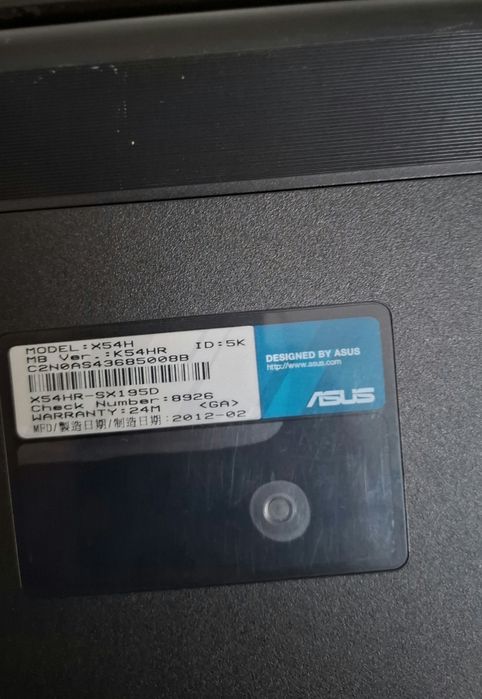 MODEL:X54H ID:5K
MB Ver.:K54HR
C2N0AS43685008B
X54HR-SX195D
Check Number:8926
WARRANTY:24M <GA>
MFD/製造日期/制造日期:2012-02
DESIGNED BY ASUS
http://www.asus.com
ASUS